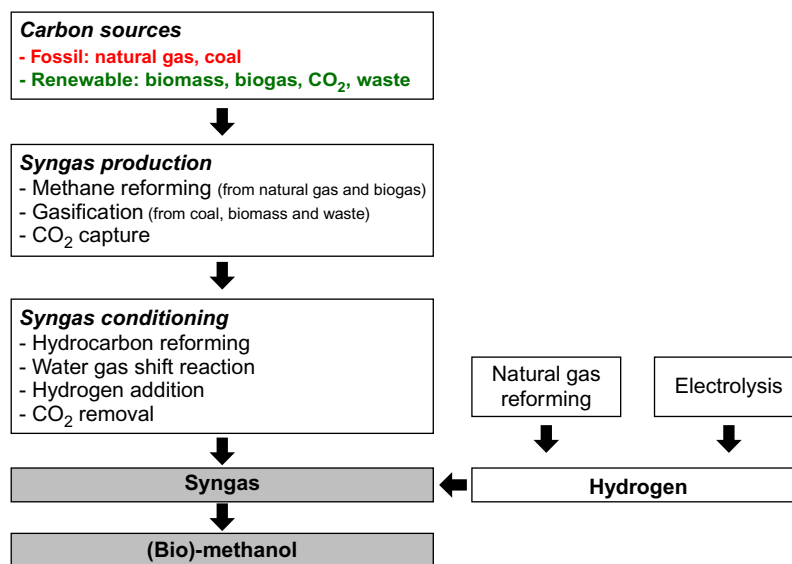 Carbon sources
- Fossil: natural gas, coal
- Renewable: biomass, biogas, CO₂, waste
Syngas production
- Methane reforming (from natural gas and biogas)
- Gasification (from coal, biomass and waste)
- CO₂ capture
Syngas conditioning
- Hydrocarbon reforming
- Water gas shift reaction
- Hydrogen addition
- CO₂ removal
Natural gas
reforming
Electrolysis
Syngas
Hydrogen
(Bio)-methanol